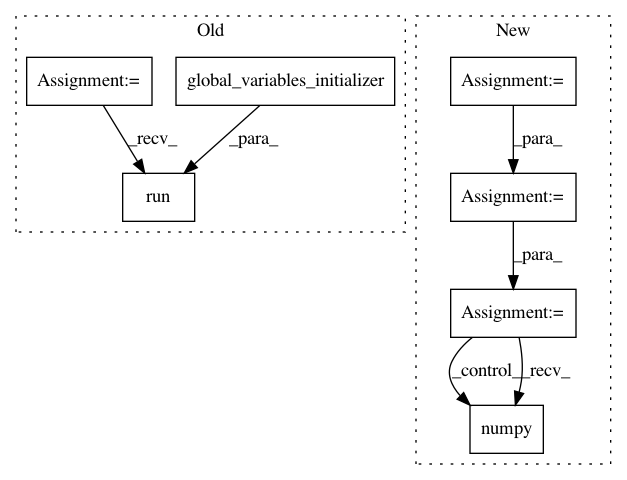 Old
New
Assignment:=
global_variables_initializer
Assignment:=
_recv_
_para_
_para_
run
Assignment:=
_para_
Assignment:=
_control_
_recv_
numpy